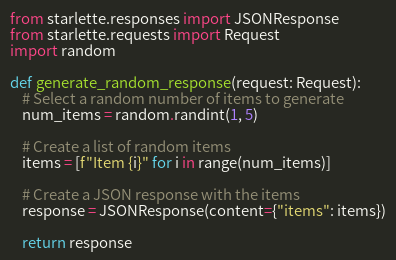 from starlette.responses import JSONResponse
from starlette.requests import Request
import random

def generate_random_response(request: Request):
    # Select a random number of items to generate
    num_items = random.randint(1, 5)

    # Create a list of random items
    items = [f"Item {i}" for i in range(num_items)]

    # Create a JSON response with the items
    response = JSONResponse(content={"items": items})

    return response